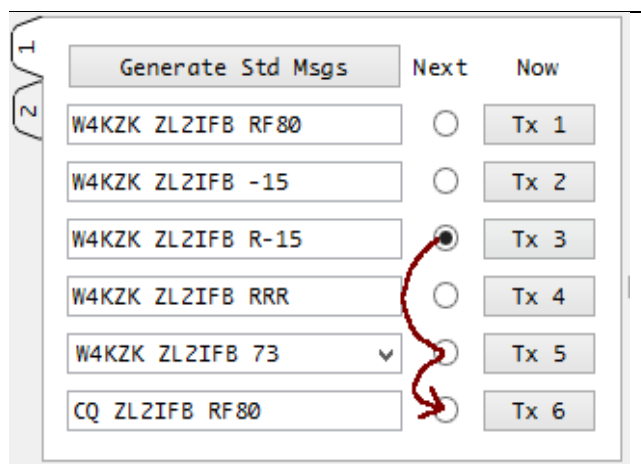 1
Generate Std Msgs Next Now
2
W4KZK ZL2IFB RF80 Tx 1
W4KZK ZL2IFB -15 Tx 2
W4KZK ZL2IFB R-15 Tx 3
W4KZK ZL2IFB RRR Tx 4
W4KZK ZL2IFB 73 Tx 5
CQ ZL2IFB RF80 Tx 6